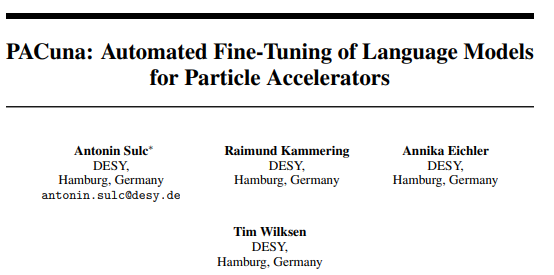 PACuna: Automated Fine-Tuning of Language Models
for Particle Accelerators
Antonin Sulc*
DESY,
Hamburg, Germany
antonin.sulc@desy.de
Raimund Kammering
DESY,
Hamburg, Germany
Annika Eichler
DESY,
Hamburg, Germany
Tim Wilksen
DESY,
Hamburg, Germany